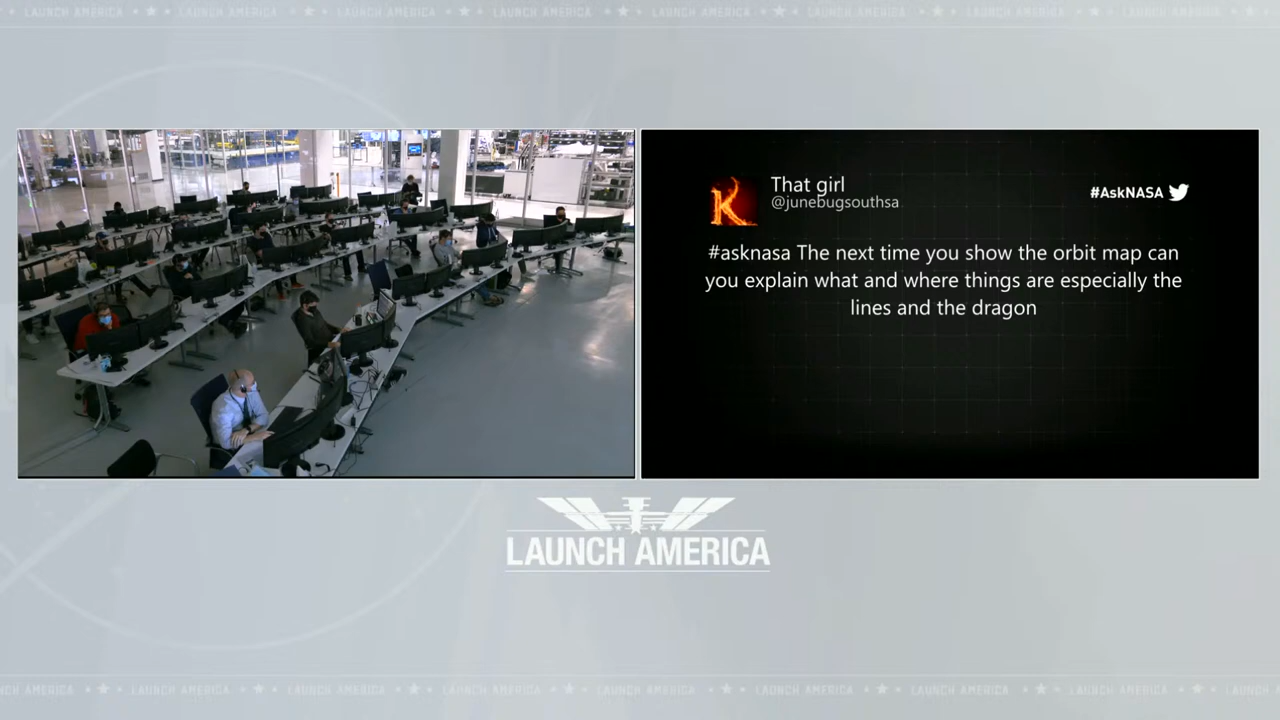 LAUNCH AMERICA LAUNCH AMERICA LAUNCH AMERICA LAUNCH AMERICA LAUNCH AMERICA LAUNCH AMERICA LAUNCH AMERICA LAUNCH AMERICA
That girl
@junebugsouthsa
#AskNASA
K
#asknasa The next time you show the orbit map can
you explain what and where things are especially the
lines and the dragon
LAUNCH AMERICA
NCH AMERICA LAUNCH AMERICA LAUNCH AMERICA LAUNCH AMERICA LAUNCH AMERICA LAUNCH AMERICA LAUNCH AMERICA LAUNCH AMERICA LAUNCH